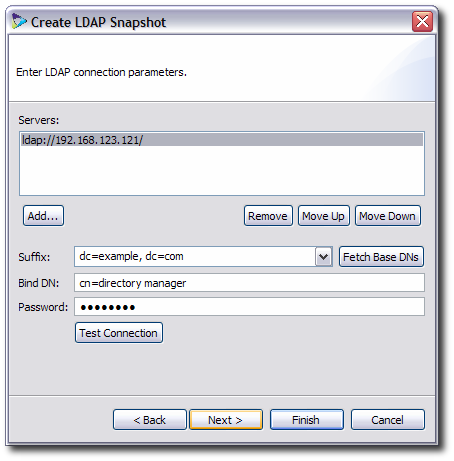 Create LDAP Snapshot
Enter LDAP connection parameters.
Servers:
ldap://192.168.123.121/
Add... Remove Move Up Move Down
Suffix: dc=example, dc=com Fetch Base DNs
Bind DN: cn=directory manager
Password: ●●●●●●●●
Test Connection
< Back Next > Finish Cancel